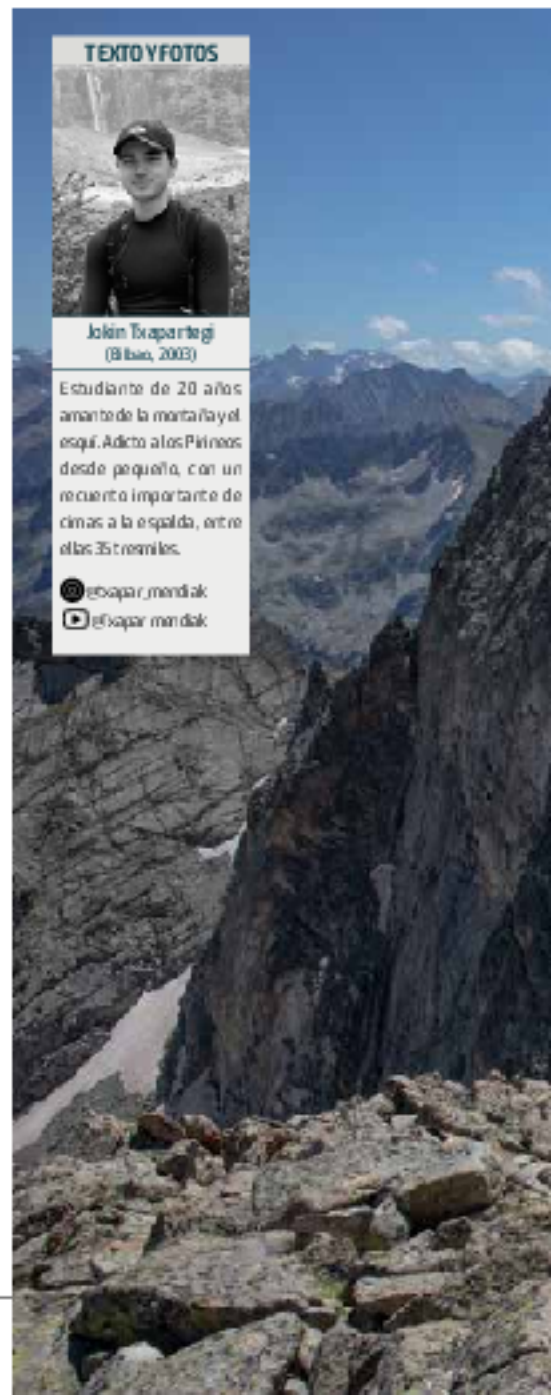 TEXTO Y FOTOS
Jokin Txapartegi
(Bilbao, 2003)
Estudiante de 20 años
amante de la montaña y el
esquí. Adicto a los Pirineos
desde pequeño, con un
recuento importante de
cimas a la espalda, entre
ellas 35 tresmiles.
@txapar_mendiak
@Txapar mendiak